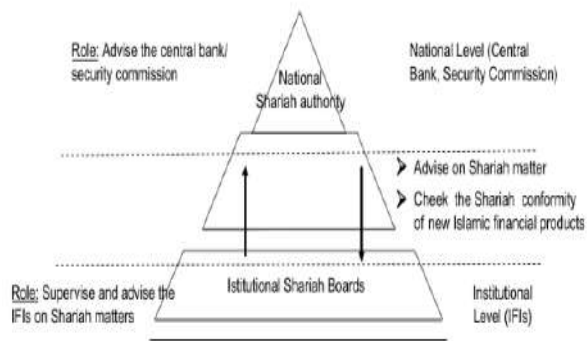 Role: Advise the central bank/
security commission
National
Shariah authority
National Level (Central
Bank, Security Commission)
Advise on Shariah matter
Cheek the Shariah conformity
of new Islamic financial products
Role: Supervise and advise the
IFIs on Shariah matters
Istitutional Shariah Boards
Institutional
Level (IFIs)